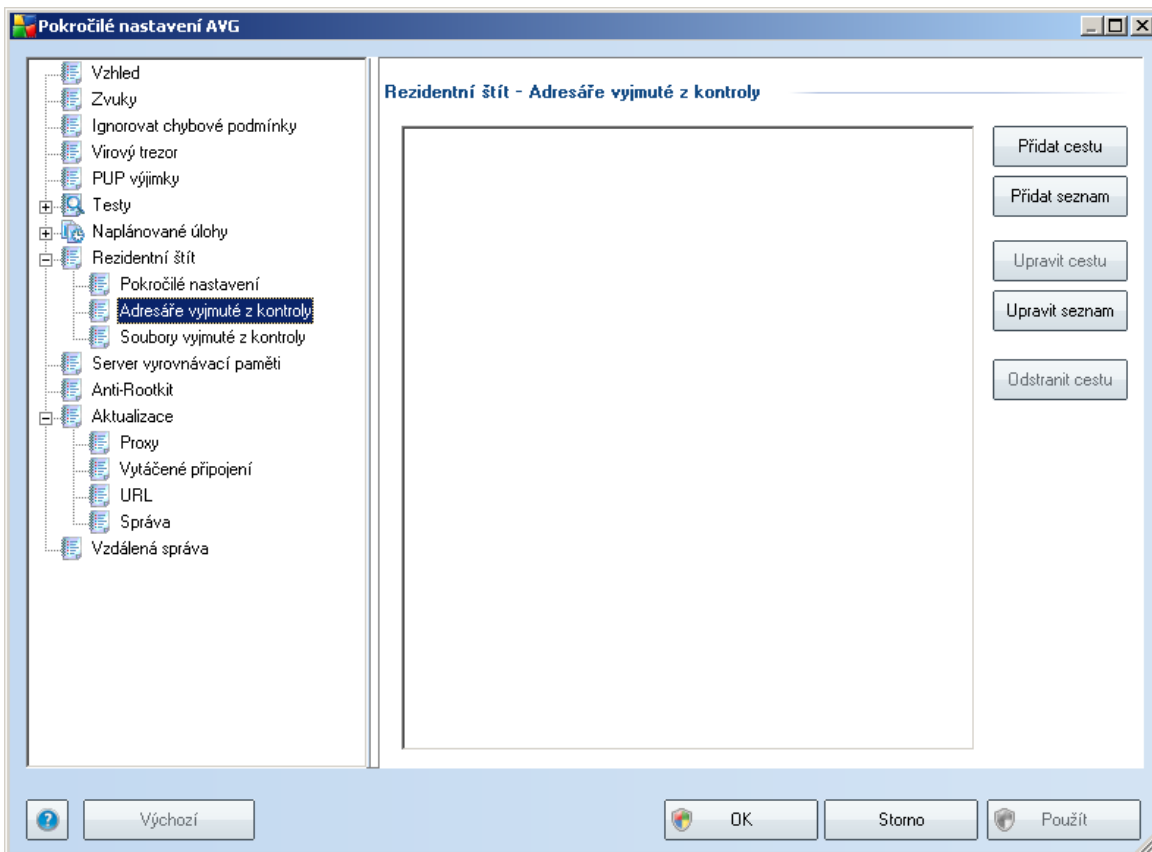 Pokročilé nastavení AVG
Vzhled
Zvuky
Ignorovat chybové podmínky
Virový trezor
PUP výjimky
Testy
Naplánované úlohy
Rezidentní štít
Pokročilé nastavení
Adresáře vyjmuté z kontroly
Soubory vyjmuté z kontroly
Server vyrovnávací paměti
Anti-Rootkit
Aktualizace
Proxy
Vytáčené připojení
URL
Správa
Vzdálená správa
Rezidentní štít - Adresáře vyjmuté z kontroly
Přidat cestu
Přidat seznam
Upravit cestu
Upravit seznam
Odstranit cestu
Výchozí
OK
Storno
Použít